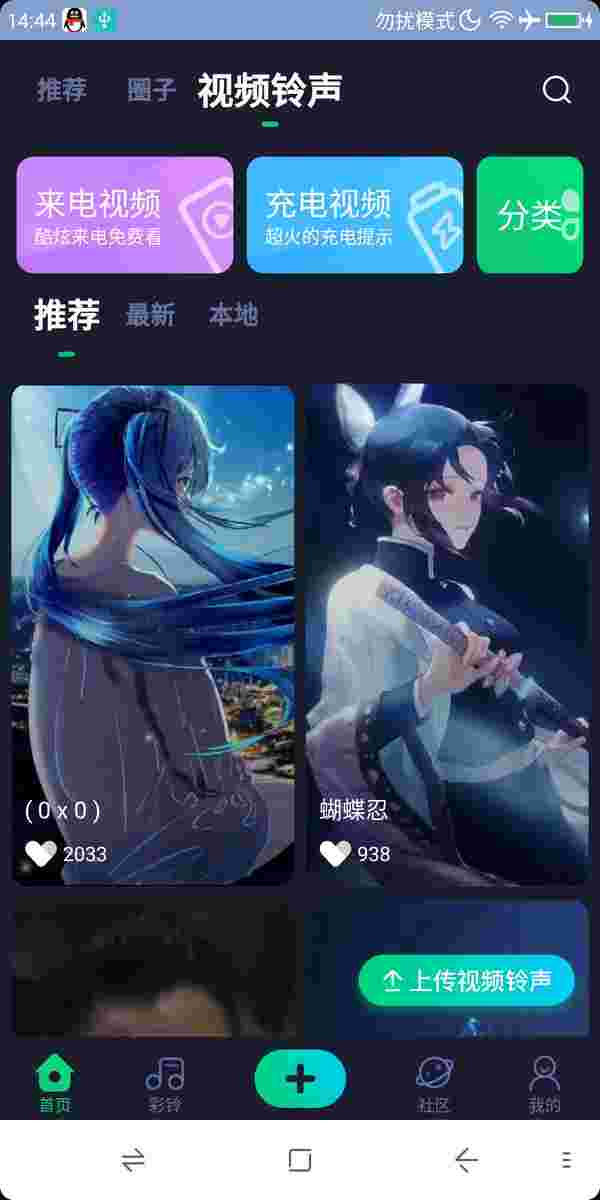 14:44
勿扰模式
推荐 圈子 视频铃声
来电视频
酷炫来电免费看
充电视频
超火的充电提示
分类
推荐 最新 本地
( 0 x 0 )
2033
蝴蝶忍
938
上传视频铃声
首页 彩铃 社区 我的